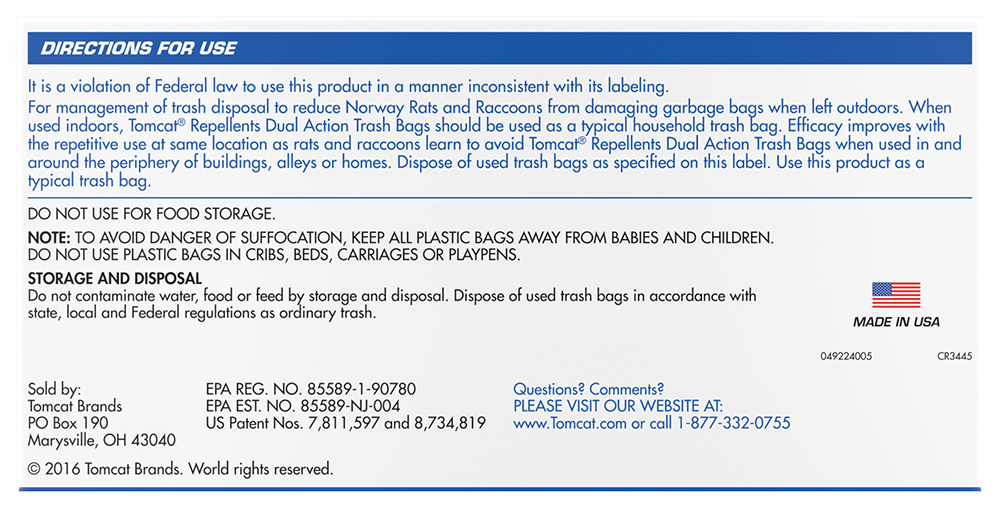 DIRECTIONS FOR USE
It is a violation of Federal law to use this product in a manner inconsistent with its labeling.
For management of trash disposal to reduce Norway Rats and Raccoons from damaging garbage bags when left outdoors. When
used indoors, Tomcat® Repellents Dual Action Trash Bags should be used as a typical household trash bag. Efficacy improves with
the repetitive use at same location as rats and raccoons learn to avoid Tomcat® Repellents Dual Action Trash Bags when used in and
around the periphery of buildings, alleys or homes. Dispose of used trash bags as specified on this label. Use this product as a
typical trash bag.
DO NOT USE FOR FOOD STORAGE.
NOTE: TO AVOID DANGER OF SUFFOCATION, KEEP ALL PLASTIC BAGS AWAY FROM BABIES AND CHILDREN.
DO NOT USE PLASTIC BAGS IN CRIBS, BEDS, CARRIAGES OR PLAYPENS.
STORAGE AND DISPOSAL
Do not contaminate water, food or feed by storage and disposal. Dispose of used trash bags in accordance with
state, local and Federal regulations as ordinary trash.
MADE IN USA
049224005 CR3445
Sold by:
Tomcat Brands
PO Box 190
Marysville, OH 43040
EPA REG. NO. 85589-1-90780
EPA EST. NO. 85589-NJ-004
US Patent Nos. 7,811,597 and 8,734,819
Questions? Comments?
PLEASE VISIT OUR WEBSITE AT:
www.Tomcat.com or call 1-877-332-0755
© 2016 Tomcat Brands. World rights reserved.